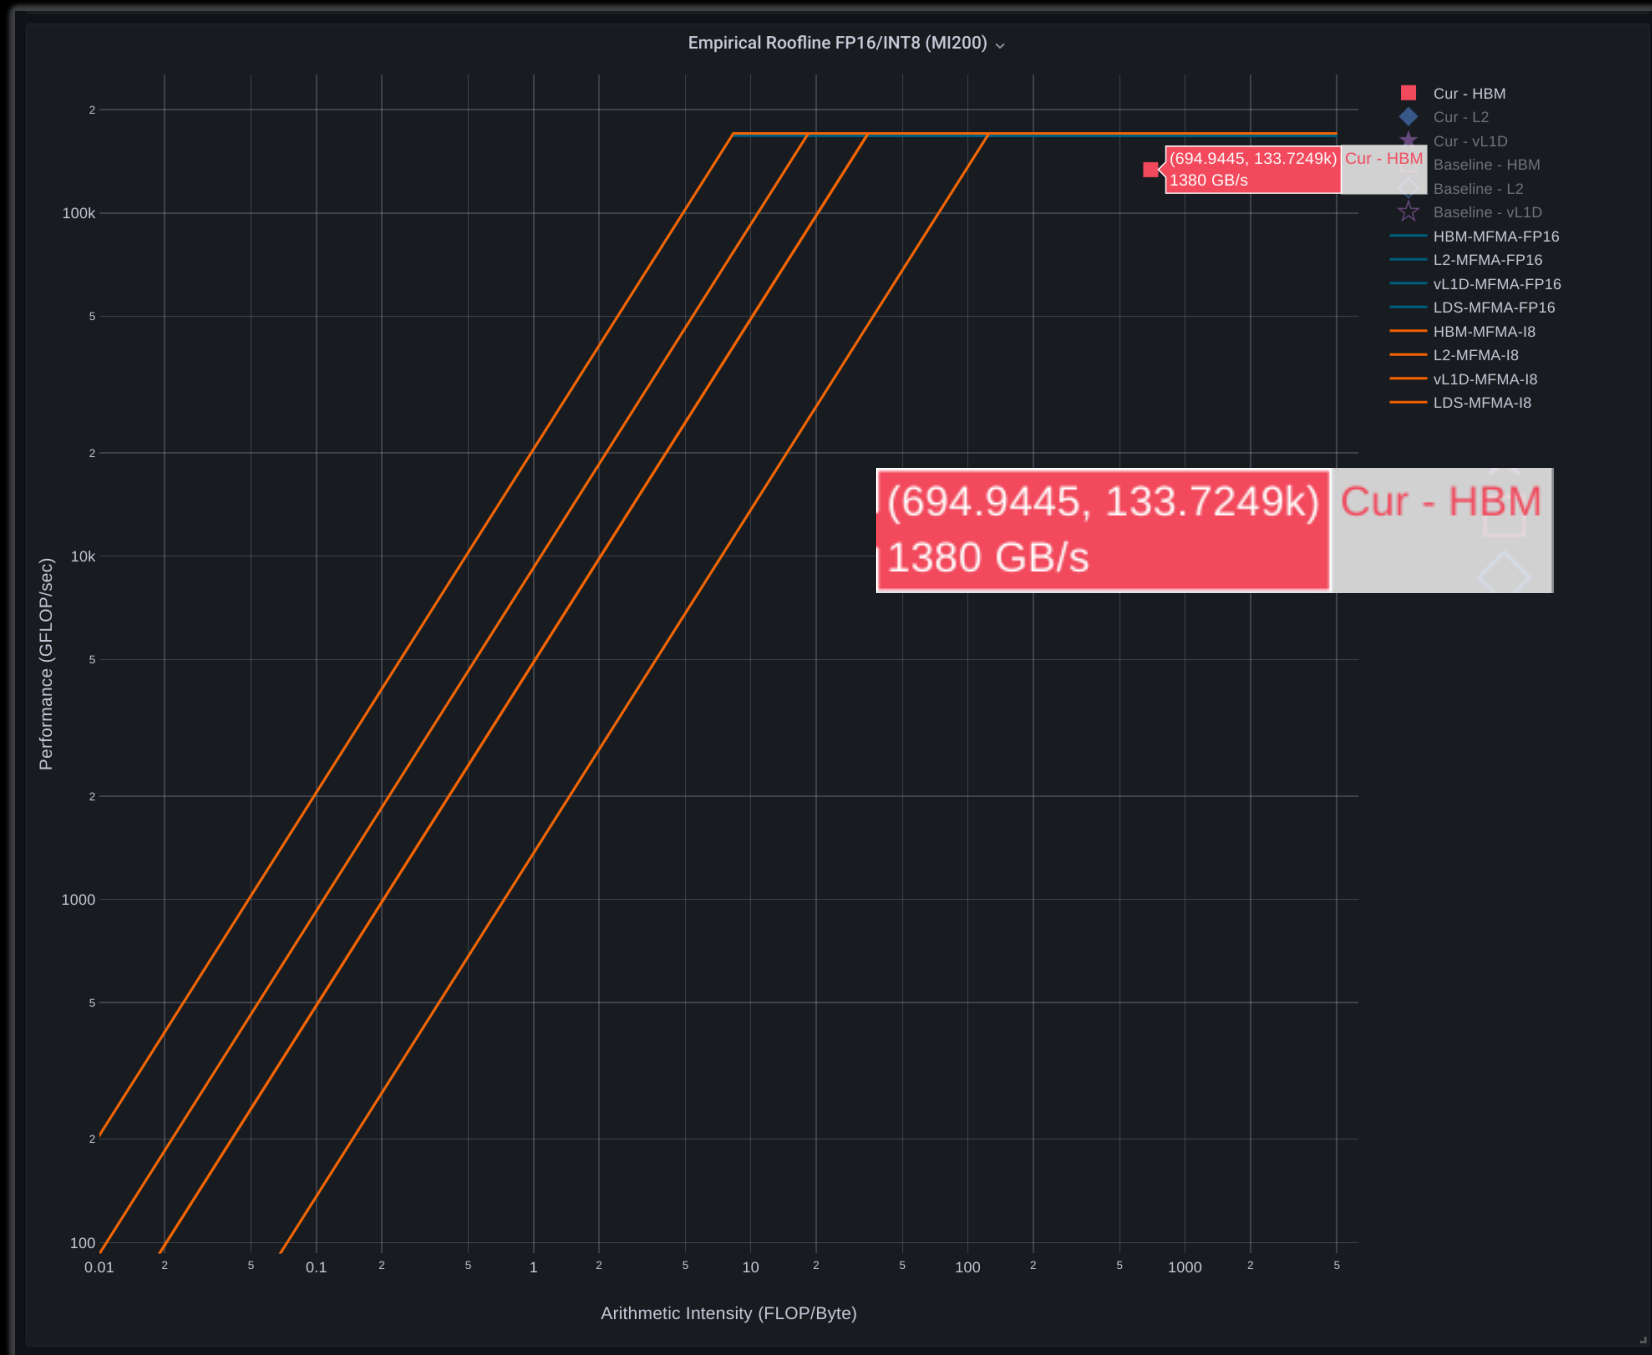 Empirical Roofline FP16/INT8 (MI200)
2
100k
5
2
10k
5
2
1000
5
2
100
Performance (GFLOP/sec)
0.01
2
5
0.1
2
5
1
2
5
10
2
5
100
2
5
1000
2
5
Arithmetic Intensity (FLOP/Byte)
(694.9445, 133.7249k) Cur - HBM
1380 GB/s
Cur - HBM
Cur - L2
Cur - vL1D
Baseline - HBM
Baseline - L2
Baseline - vL1D
HBM-MFMA-FP16
L2-MFMA-FP16
vL1D-MFMA-FP16
LDS-MFMA-FP16
HBM-MFMA-I8
L2-MFMA-I8
vL1D-MFMA-I8
LDS-MFMA-I8
(694.9445, 133.7249k) Cur - HBM
1380 GB/s